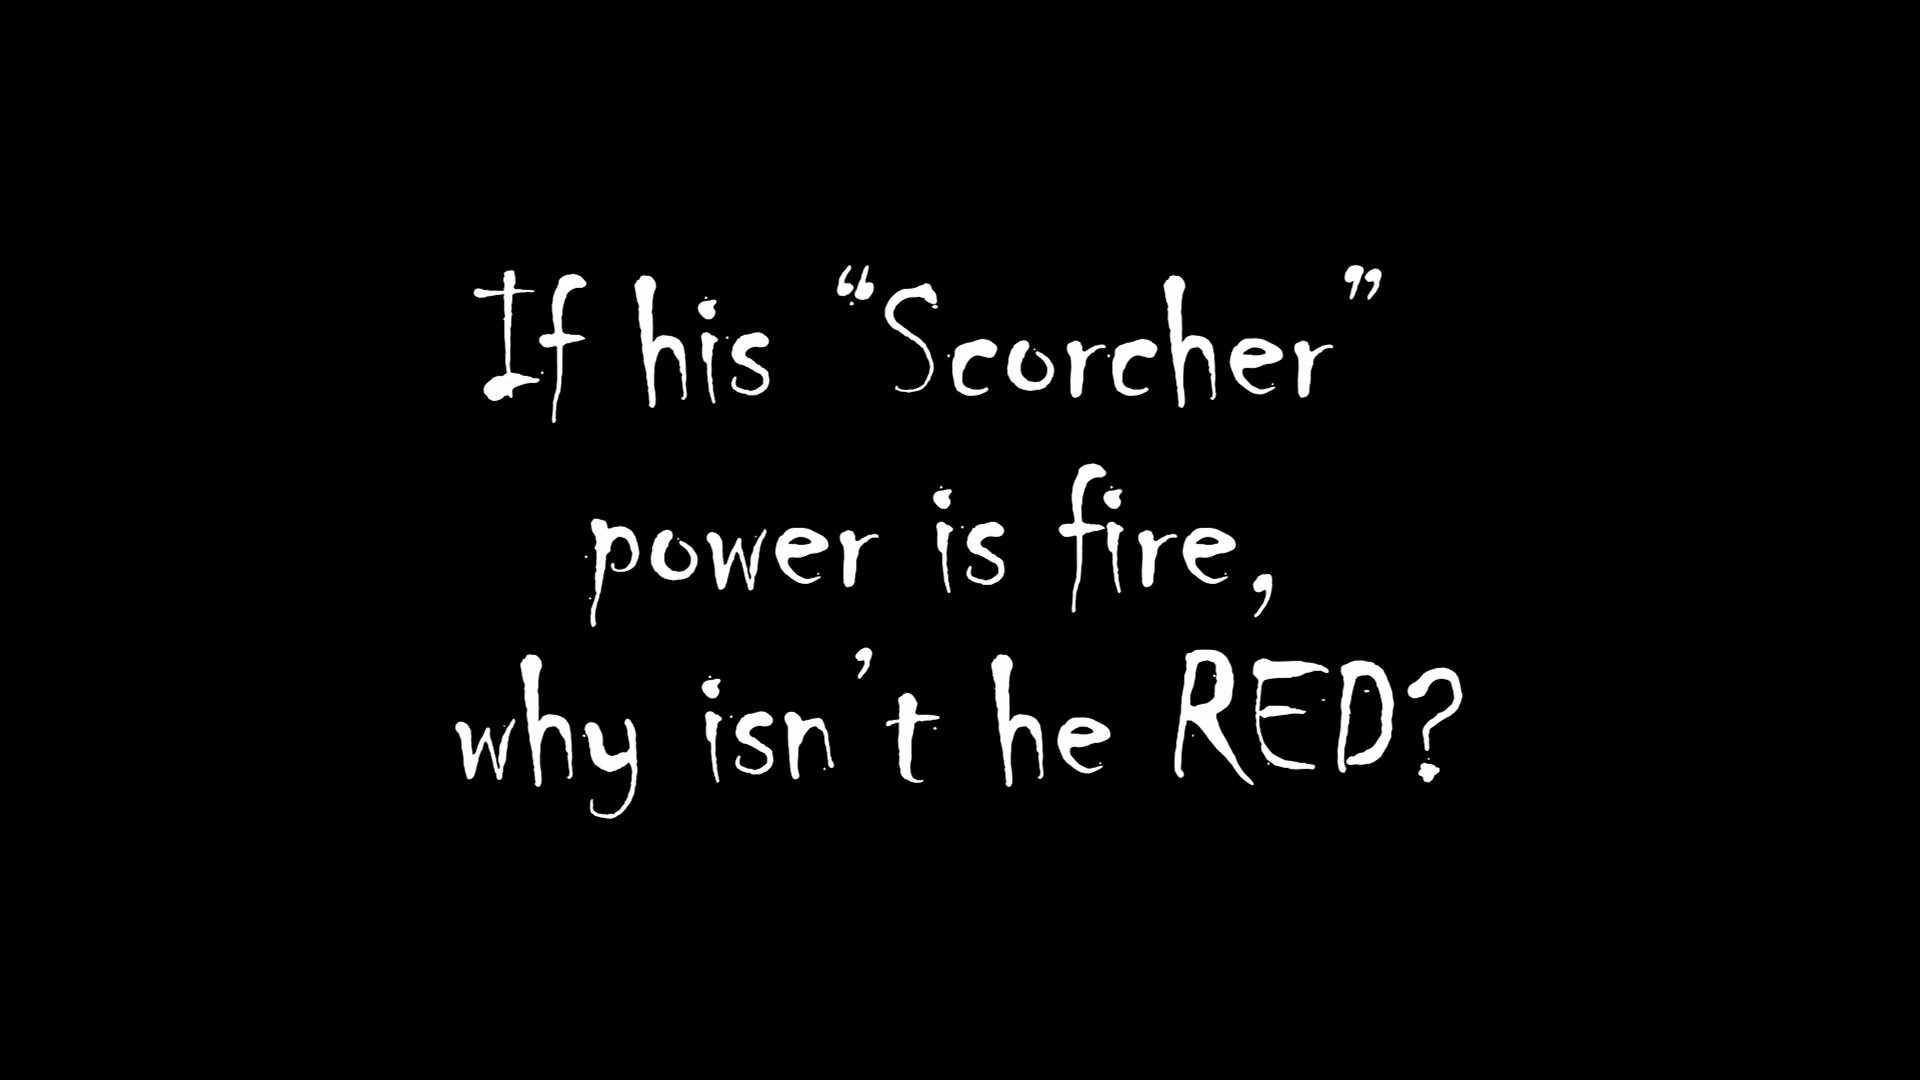 If his “Scorcher”
power is fire,
why isn’t he RED?